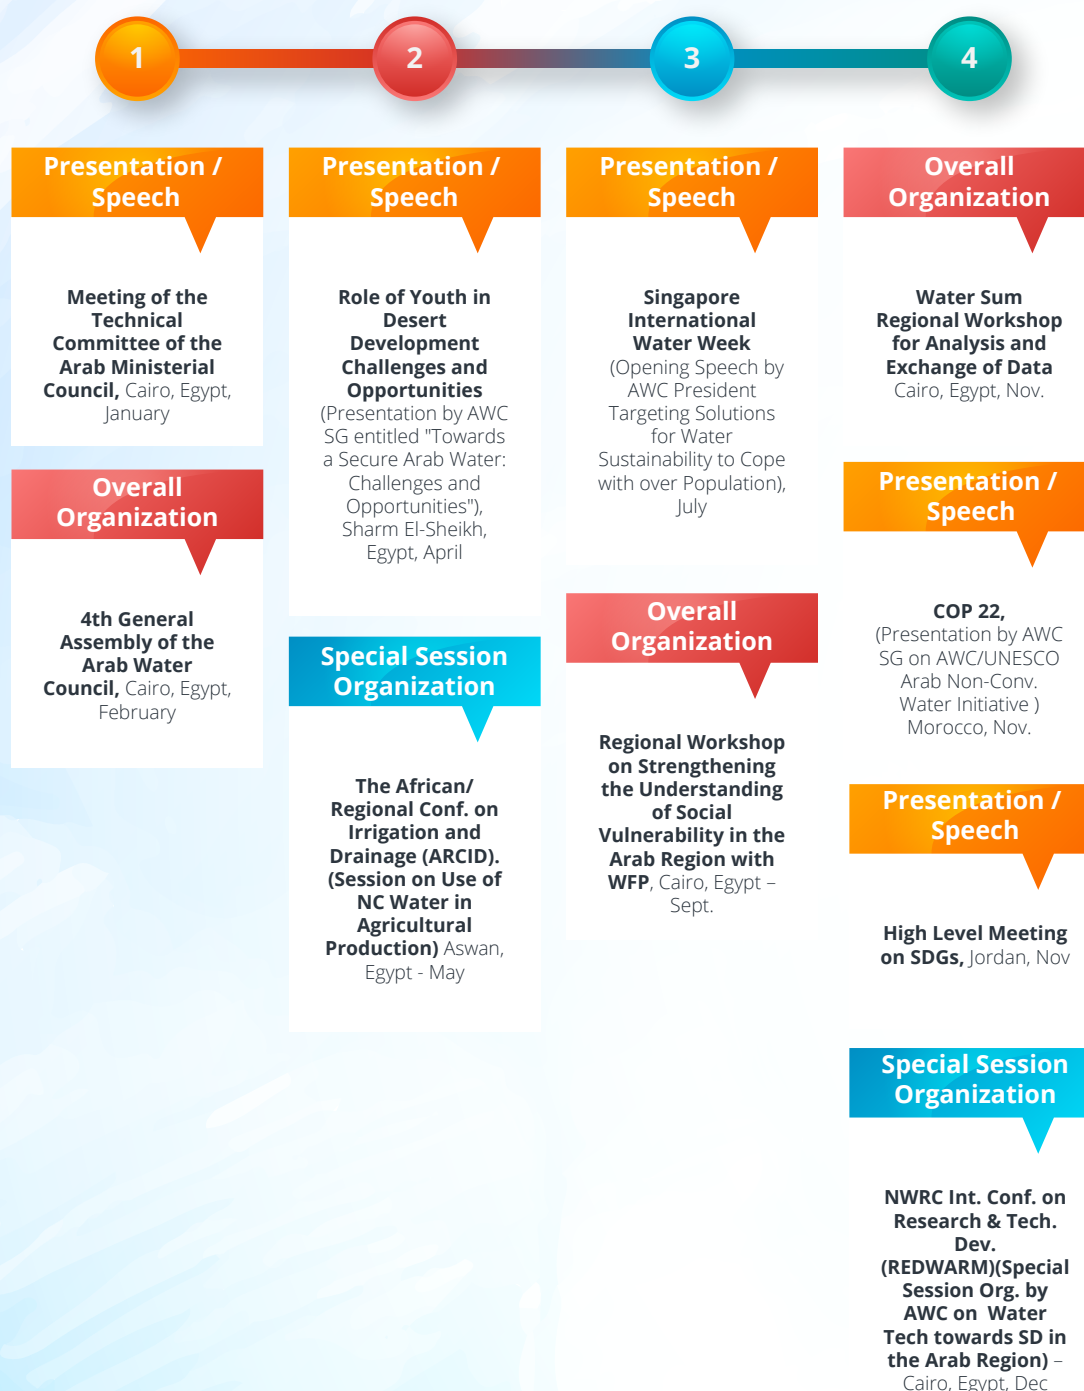 1
2
3
4
Presentation /
Speech
Meeting of the
Technical
Committee of the
Arab Ministerial
Council, Cairo, Egypt,
January
Overall
Organization
4th General
Assembly of the
Arab Water
Council, Cairo, Egypt,
February
Presentation /
Speech
Role of Youth in
Desert
Development
Challenges and
Opportunities
(Presentation by AWC
SG entitled "Towards
a Secure Arab Water:
Challenges and
Opportunities"),
Sharm El-Sheikh,
Egypt, April
Special Session
Organization
The African/
Regional Conf. on
Irrigation and
Drainage (ARCID).
(Session on Use of
NC Water in
Agricultural
Production) Aswan,
Egypt - May
Presentation /
Speech
Singapore
International
Water Week
(Opening Speech by
AWC President
Targeting Solutions
for Water
Sustainability to Cope
with over Population),
July
Overall
Organization
Regional Workshop
on Strengthening
the Understanding
of Social
Vulnerability in the
Arab Region with
WFP, Cairo, Egypt –
Sept.
Overall
Organization
Water Sum
Regional Workshop
for Analysis and
Exchange of Data
Cairo, Egypt, Nov.
Presentation /
Speech
COP 22,
(Presentation by AWC
SG on AWC/UNESCO
Arab Non-Conv.
Water Initiative )
Morocco, Nov.
Presentation /
Speech
High Level Meeting
on SDGs, Jordan, Nov
Special Session
Organization
NWRC Int. Conf. on
Research & Tech.
Dev.
(REDWARM)(Special
Session Org. by
AWC on  Water
Tech towards SD in
the Arab Region) –
Cairo, Egypt, Dec